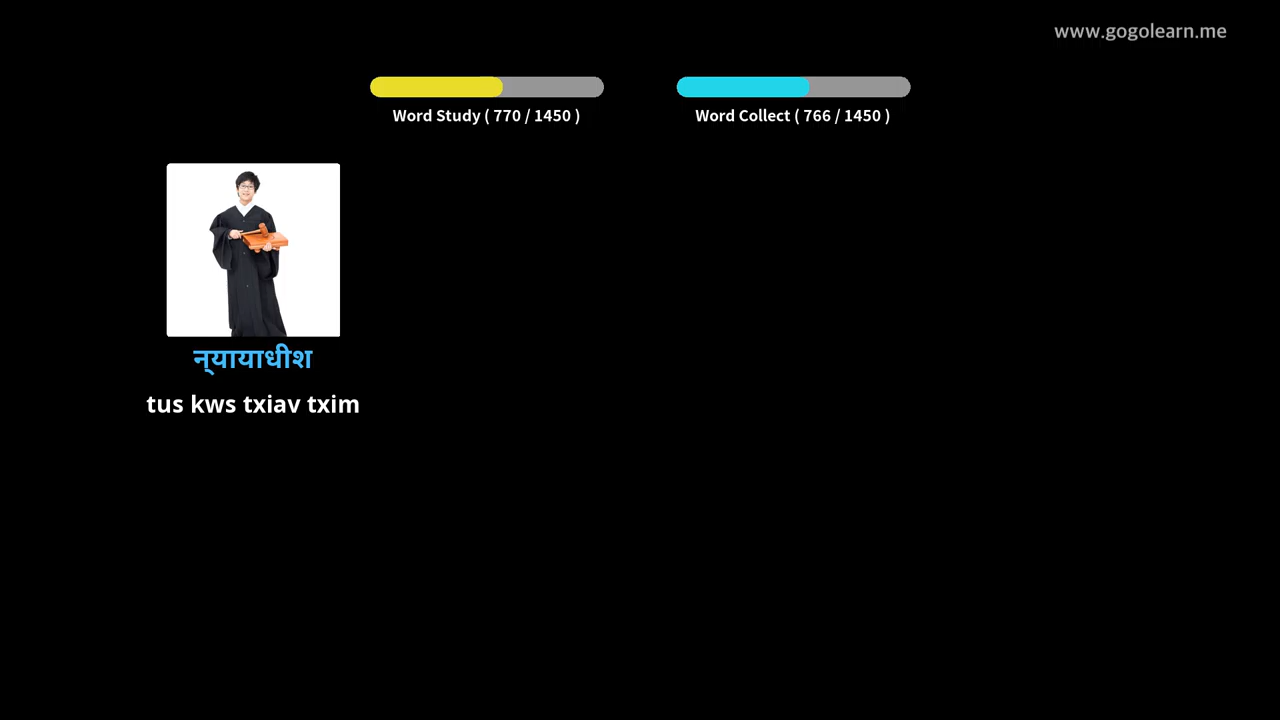 www.gogolearn.me
Word Study ( 770 / 1450 )
Word Collect ( 766 / 1450 )
न्यायाधीश
tus kws txiav txim